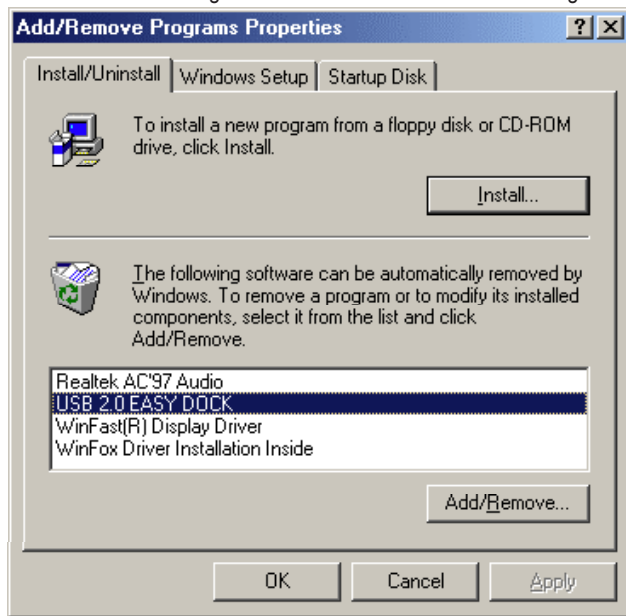 Add/Remove Programs Properties
Install/Uninstall
Windows Setup
Startup Disk
To install a new program from a floppy disk or CD-ROM
drive, click Install.
Install...
The following software can be automatically removed by
Windows. To remove a program or to modify its installed
components, select it from the list and click
Add/Remove.
Realtek AC'97 Audio
USB 2.0 EASY DOCK
WinFast(R) Display Driver
WinFox Driver Installation Inside
Add/Remove...
OK
Cancel
Apply